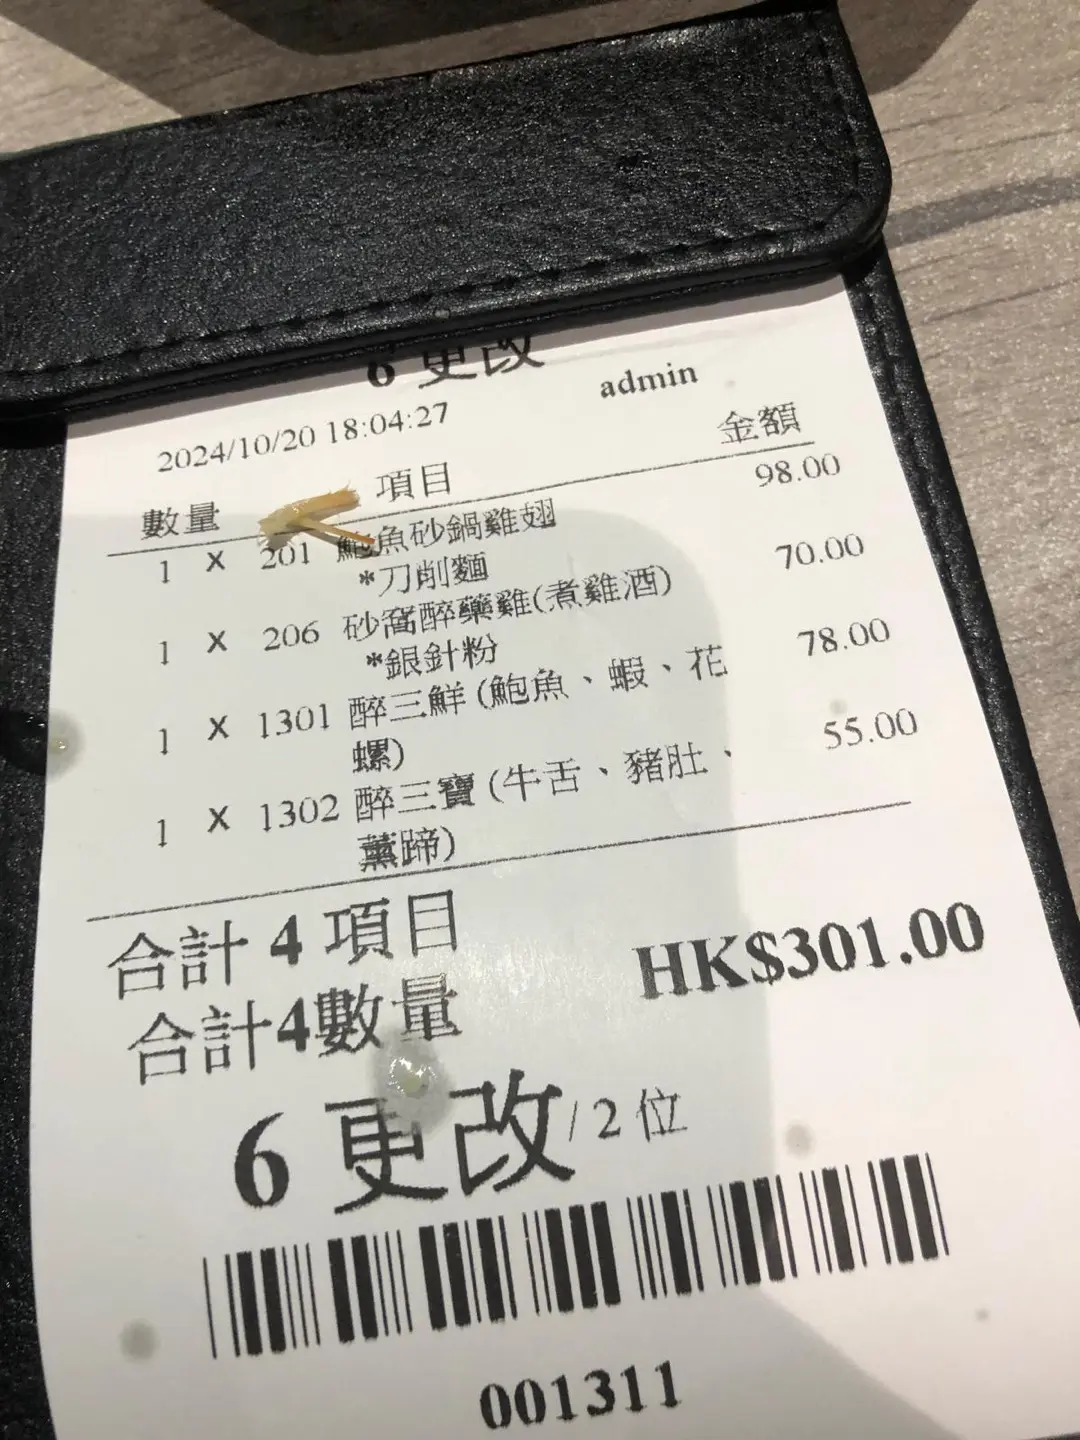 6 更改
admin
2024/10/20 18:04:27
數量 項目 金額
1 X 201 鮑魚砂鍋雞翅 98.00
*刀削麵
1 X 206 砂窩醉藥雞(煮雞酒) 70.00
*銀針粉
1 X 1301 醉三鮮 (鮑魚、蝦、花 78.00
螺)
1 X 1302 醉三寶 (牛舌、豬肚、 55.00
薰蹄)
合計 4 項目
HK$301.00
合計4數量
6 更改/ 2 位
001311